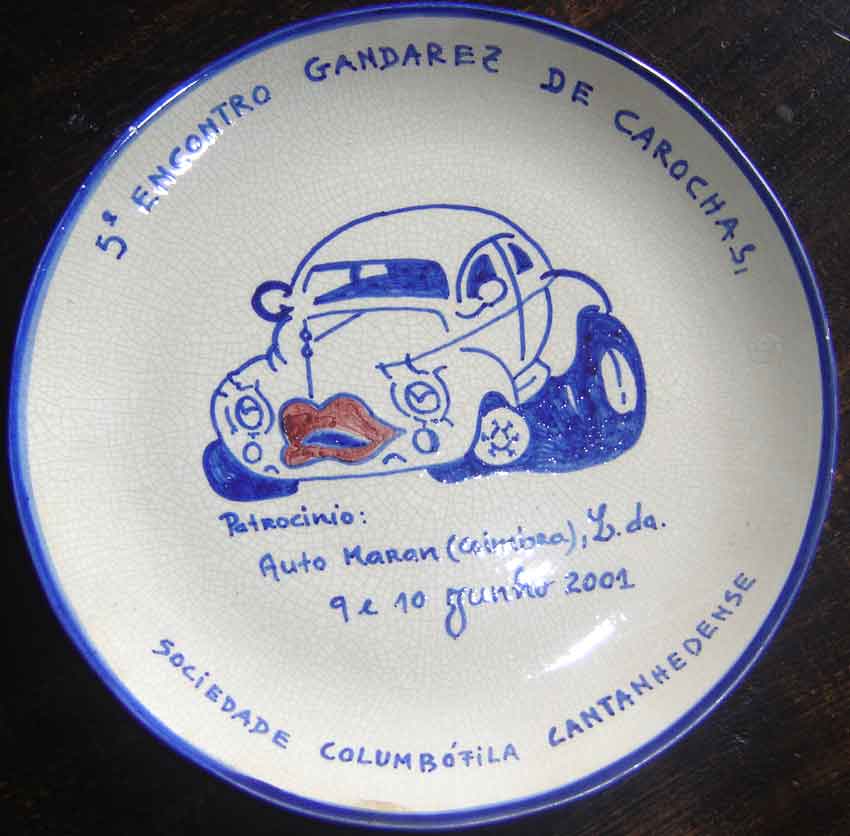 5º ENCONTRO GANDAREZ DE CAROCHAS,
Patrocinio:
Auto Maran (Coimbra), L.da.
9 e 10 Junho 2001
SOCIEDADE COLUMBÓFILA CANTANHEDENSE